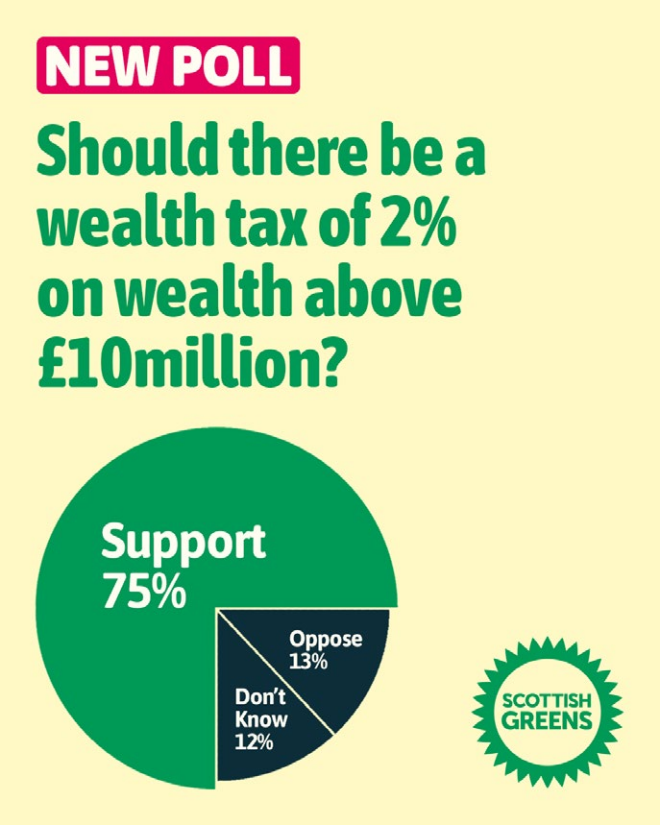 NEW POLL
Should there be a
wealth tax of 2%
on wealth above
£10million?
Support
75%
Oppose
13%
Don't
Know
12%
SCOTTISH
GREENS